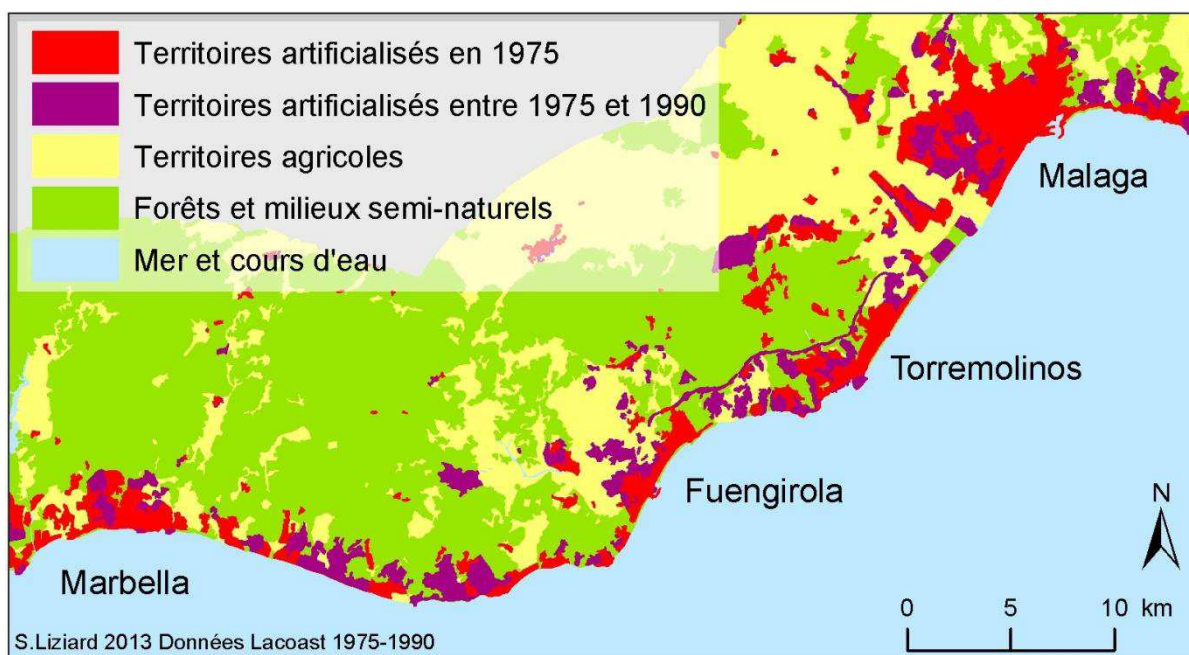 Territoires artificialisés en 1975
Territoires artificialisés entre 1975 et 1990
Territoires agricoles
Forêts et milieux semi-naturels
Mer et cours d'eau
Malaga
Torremolinos
Fuengirola
Marbella
N
0 5 10 km
S.Liziard 2013 Données Lacoast 1975-1990